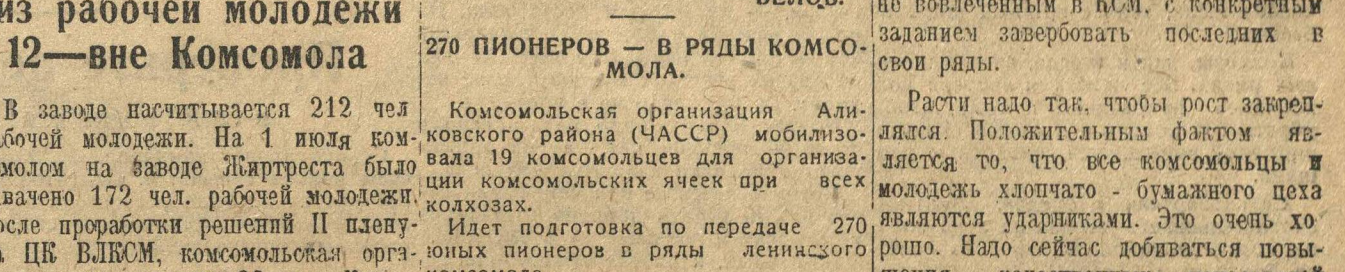 из рабочей молодежи
12—вне Комсомола
В заводе насчитывается 212 чел
бочей молодежи. На 1 июля ком-
молом на заводе Жиртреста было
вачено 172 чел. рабочей молодежи.
осле проработки решений II плену-
ЦК ВЛКСМ, комсомольская орга-
270 ПИОНЕРОВ — В РЯДЫ КОМСО-
МОЛА.
Комсомольская организация Али-
ковского района (ЧАССР) мобилизо-
вала 19 комсомольцев для организа-
ции комсомольских ячеек при всех
колхозах.
Идет подготовка по передаче 270
юных пионеров в ряды ленинского
не вовлеченным в КСМ, с конкретным
заданием завербовать последних в
свои ряды.
Расти надо так, чтобы рост закреп-
лялся. Положительным фактом яв-
ляется то, что все комсомольцы и
молодежь хлопчато - бумажного цеха
являются ударниками. Это очень хо
рошо. Надо сейчас добиваться повы-